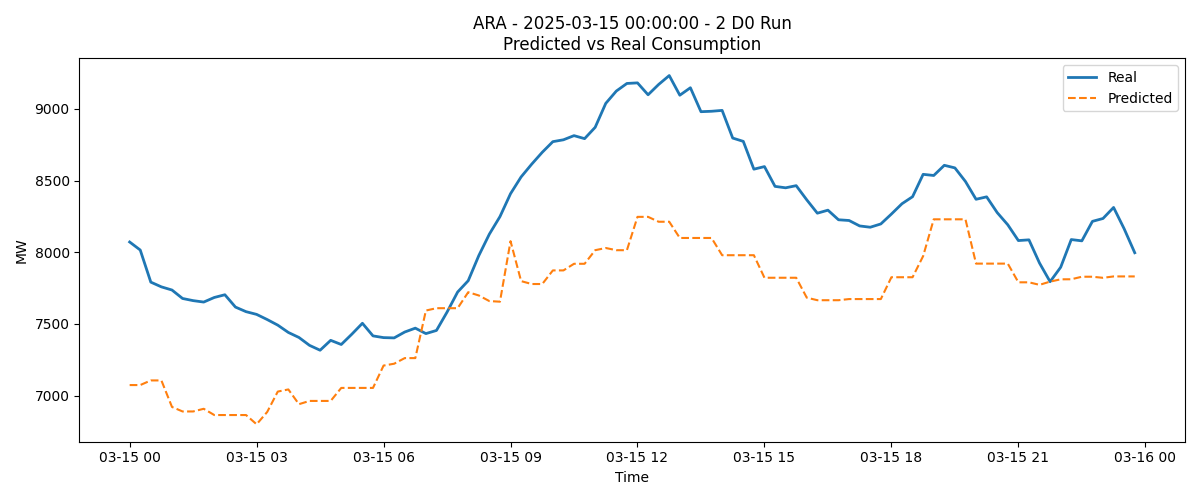 ARA - 2025-03-15 00:00:00 - 2 D0 Run
Predicted vs Real Consumption
Real
Predicted
MW
9000
8500
8000
7500
7000
03-15 00
03-15 03
03-15 06
03-15 09
03-15 12
03-15 15
03-15 18
03-15 21
03-16 00
Time